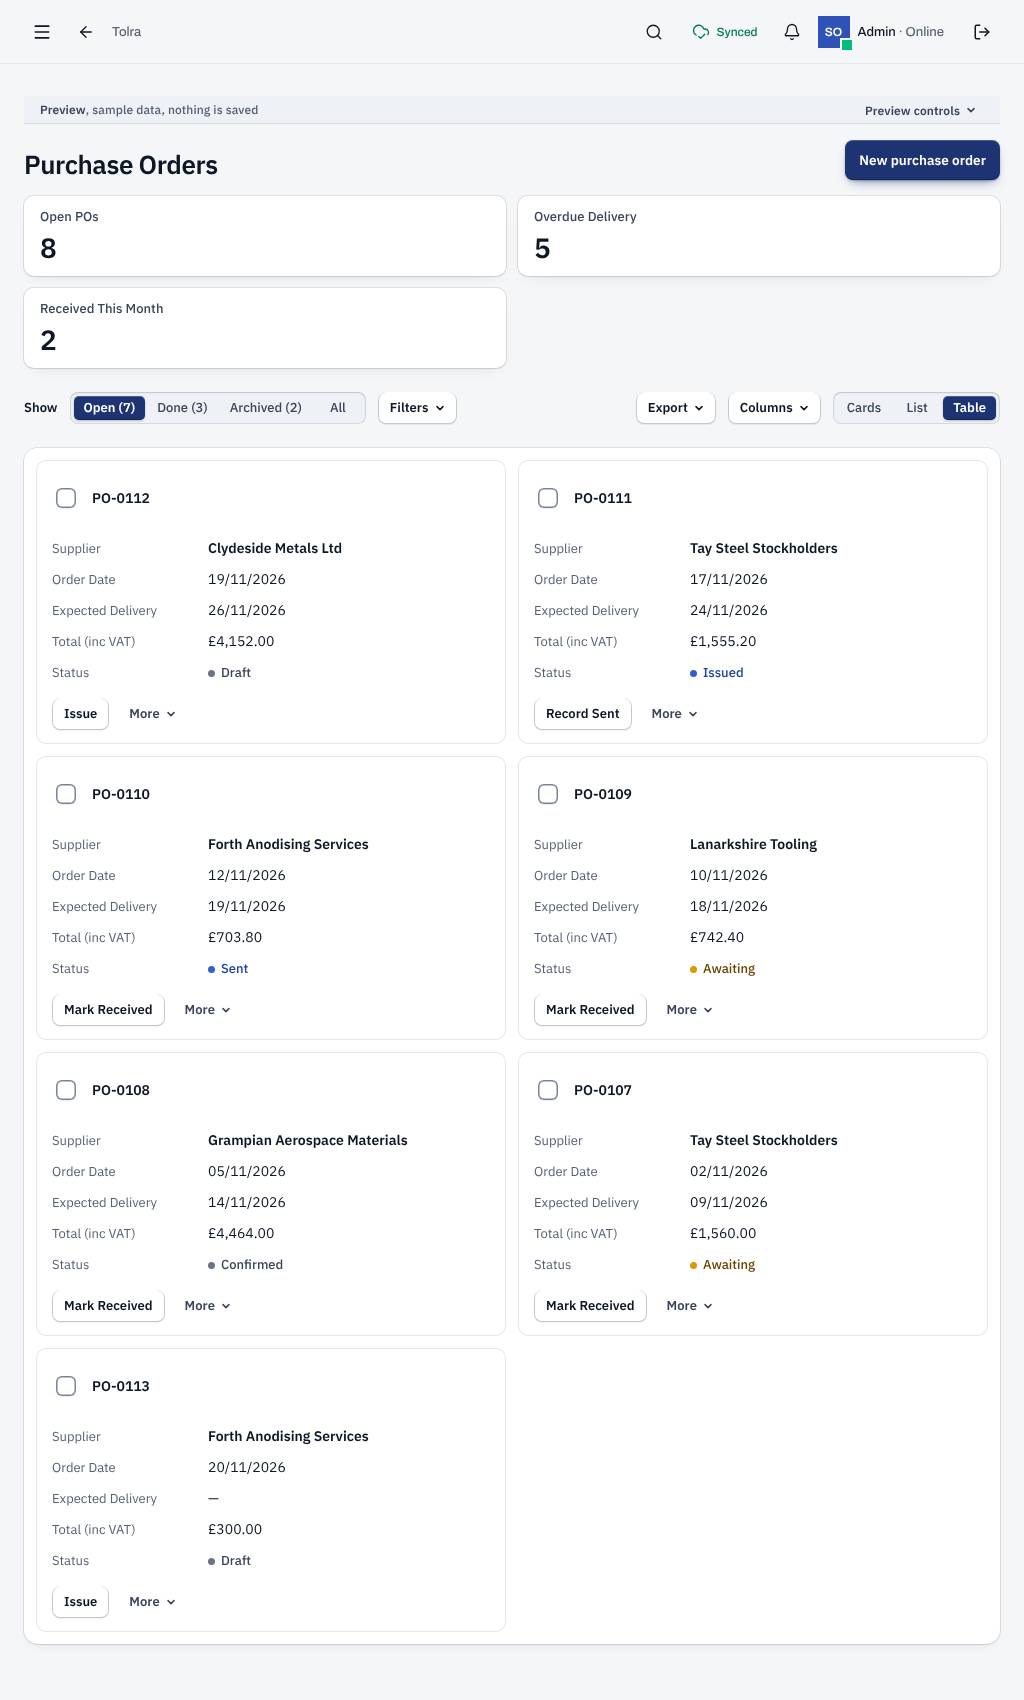 Tolra
Synced
SO
Admin · Online
Preview, sample data, nothing is saved
Preview controls
Purchase Orders
New purchase order
Open POs
8
Overdue Delivery
5
Received This Month
2
Show
Open (7)
Done (3)
Archived (2)
All
Filters
Export
Columns
Cards
List
Table
PO-0112
Supplier Clydeside Metals Ltd
Order Date 19/11/2026
Expected Delivery 26/11/2026
Total (inc VAT) £4,152.00
Status Draft
Issue More
PO-0111
Supplier Tay Steel Stockholders
Order Date 17/11/2026
Expected Delivery 24/11/2026
Total (inc VAT) £1,555.20
Status Issued
Record Sent More
PO-0110
Supplier Forth Anodising Services
Order Date 12/11/2026
Expected Delivery 19/11/2026
Total (inc VAT) £703.80
Status Sent
Mark Received More
PO-0109
Supplier Lanarkshire Tooling
Order Date 10/11/2026
Expected Delivery 18/11/2026
Total (inc VAT) £742.40
Status Awaiting
Mark Received More
PO-0108
Supplier Grampian Aerospace Materials
Order Date 05/11/2026
Expected Delivery 14/11/2026
Total (inc VAT) £4,464.00
Status Confirmed
Mark Received More
PO-0107
Supplier Tay Steel Stockholders
Order Date 02/11/2026
Expected Delivery 09/11/2026
Total (inc VAT) £1,560.00
Status Awaiting
Mark Received More
PO-0113
Supplier Forth Anodising Services
Order Date 20/11/2026
Expected Delivery —
Total (inc VAT) £300.00
Status Draft
Issue More